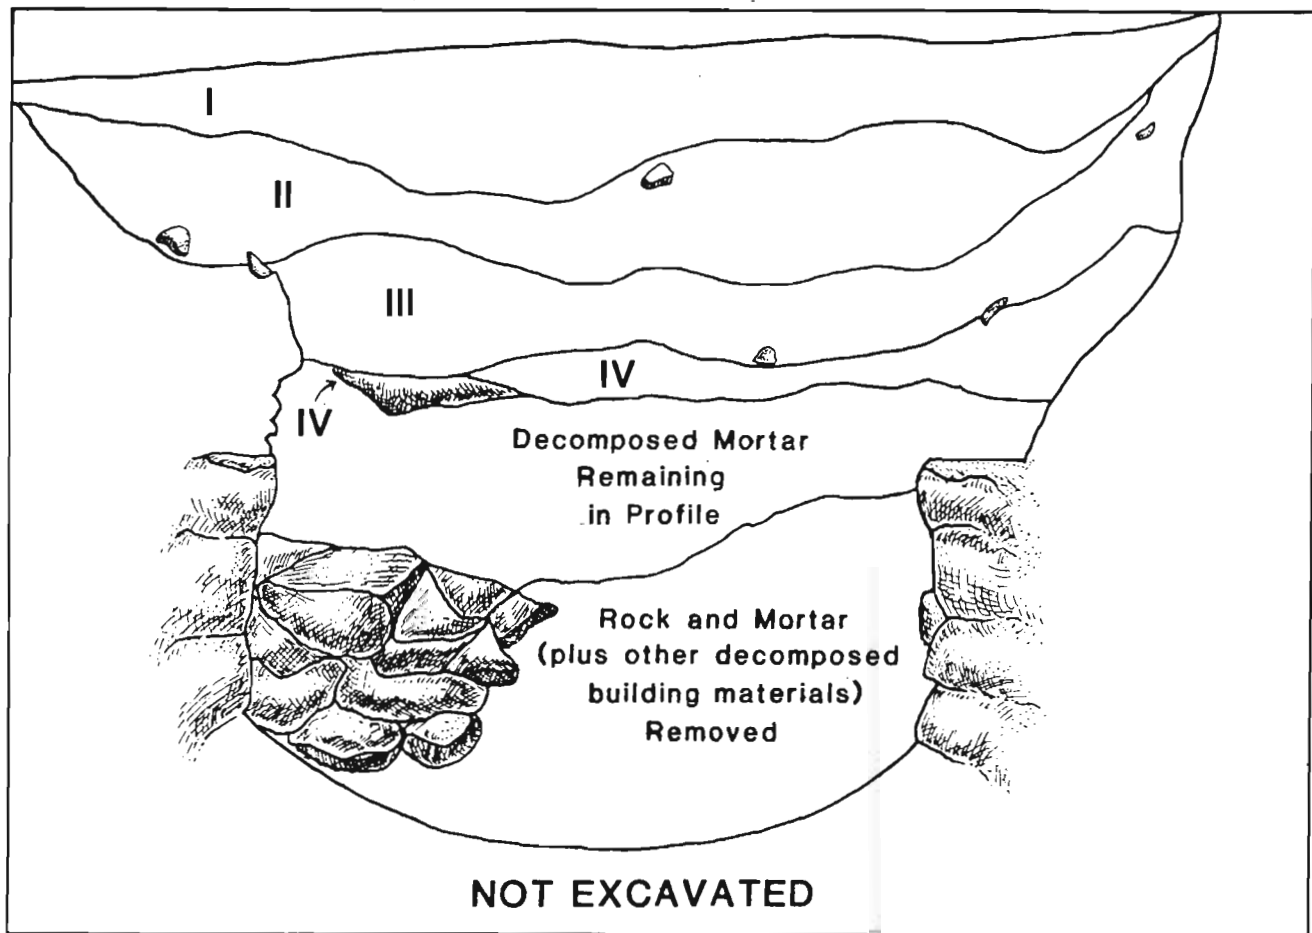 I
II
III
IV
IV
Decomposed Mortar
Remaining
in Profile
Rock and Mortar
(plus other decomposed
building materials)
Removed
NOT EXCAVATED